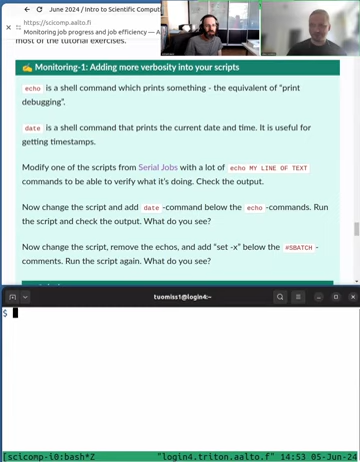 June 2024 / Intro to Scientific Comput
https://scicomp.aalto.fi
Monitoring job progress and job efficiency — A
most of the tutorial exercises.
✍ Monitoring-1: Adding more verbosity into your scripts
echo is a shell command which prints something - the equivalent of “print
debugging”.
date is a shell command that prints the current date and time. It is useful for
getting timestamps.
Modify one of the scripts from Serial Jobs with a lot of echo MY LINE OF TEXT
commands to be able to verify what it’s doing. Check the output.
Now change the script and add date -command below the echo -commands. Run
the script and check the output. What do you see?
Now change the script, remove the echos, and add “set -x” below the #SBATCH -
comments. Run the script again. What do you see?
tuomiss1@login4:~
$
[scicomp-i0:bash*Z "login4.triton.aalto.f" 14:53 05-Jun-24